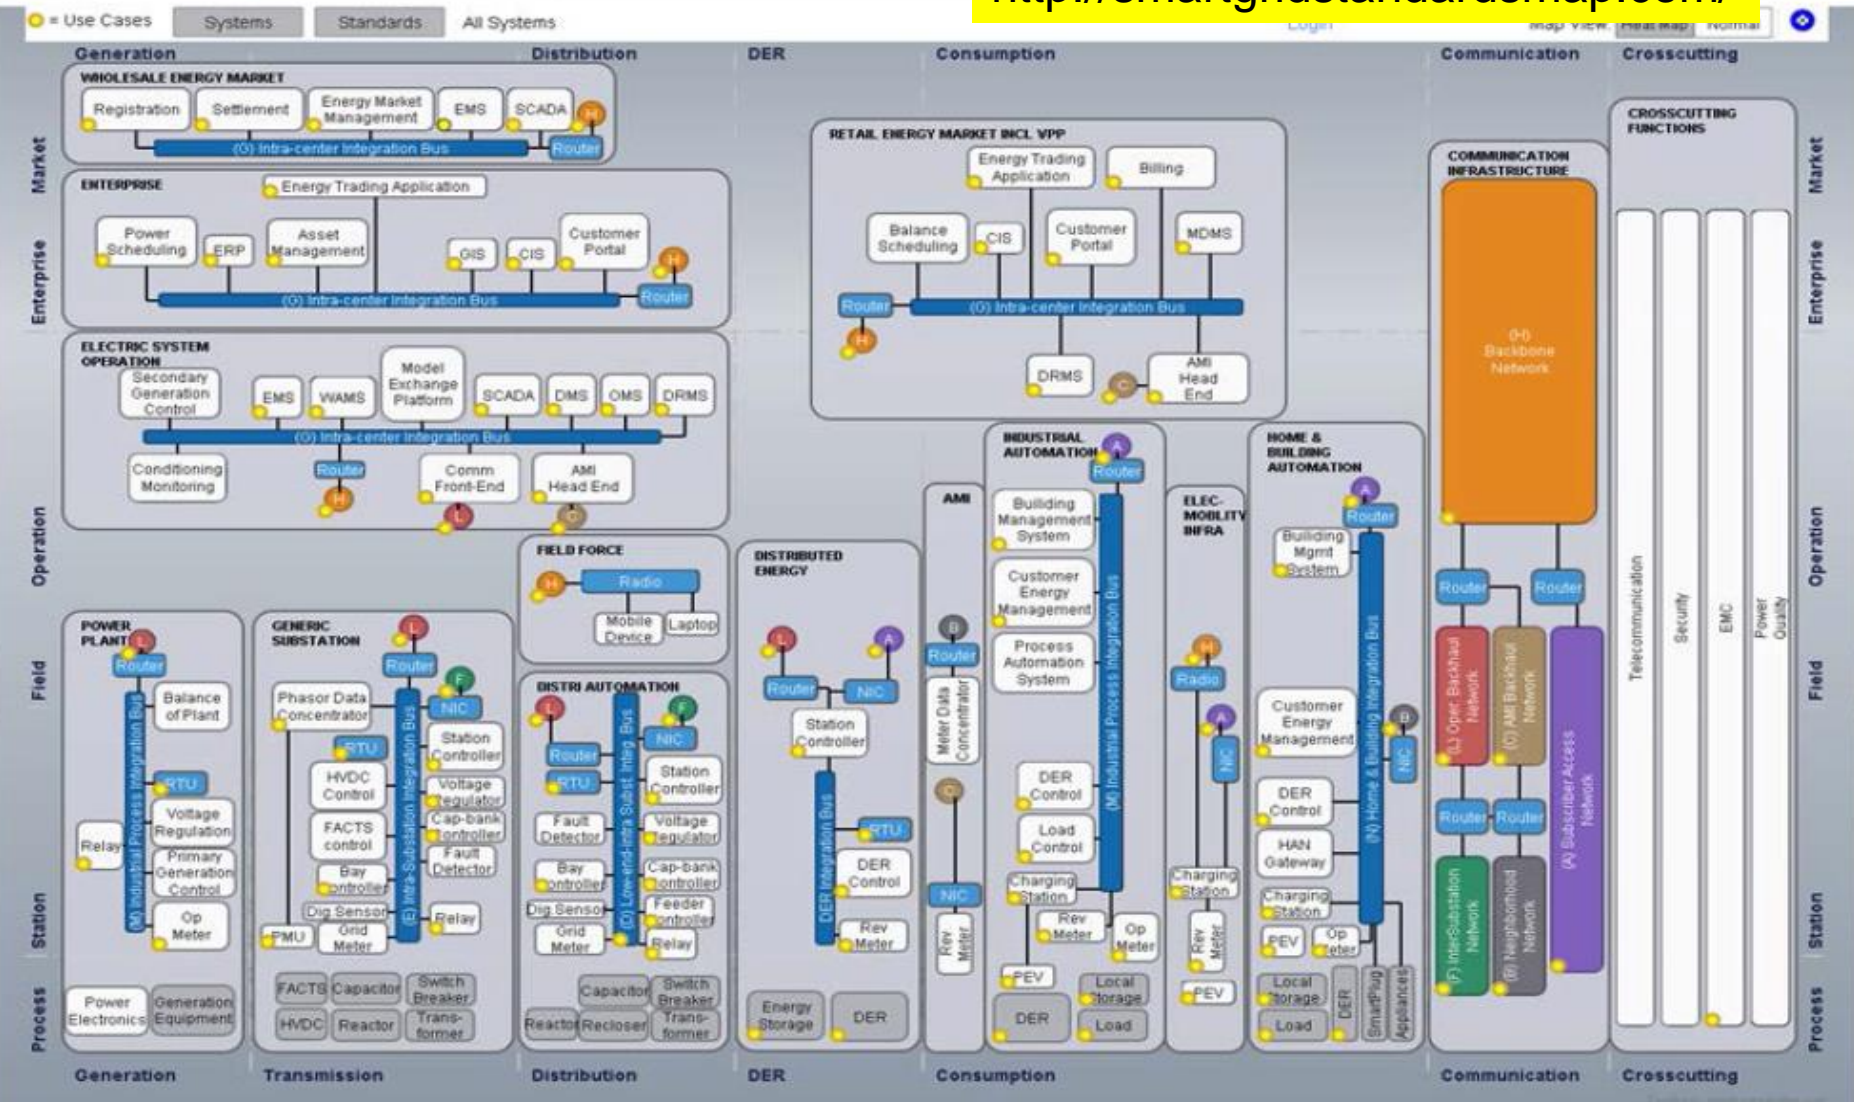 http://smartgridstandardsmap.com/
= Use Cases
Systems
Standards
All Systems
Login
Map View:
Heat Map
Normal
Generation
Distribution
DER
Consumption
Communication
Crosscutting
Market
Enterprise
Operation
Field
Station
Process
WHOLESALE ENERGY MARKET
Registration
Settlement
Energy Market
Management
EMS
SCADA
H
(G) Intra-center Integration Bus
Router
ENTERPRISE
Energy Trading Application
Power
Scheduling
ERP
Asset
Management
GIS
CIS
Customer
Portal
H
(G) Intra-center Integration Bus
Router
ELECTRIC SYSTEM
OPERATION
Secondary
Generation
Control
EMS
WAMS
Model
Exchange
Platform
SCADA
DMS
OMS
DRMS
(G) Intra-center Integration Bus
Conditioning
Monitoring
Router
H
Comm
Front-End
L
AMI
Head End
C
RETAIL ENERGY MARKET INCL VPP
Energy Trading
Application
Billing
Balance
Scheduling
CIS
Customer
Portal
MDMS
Router
(G) Intra-center Integration Bus
H
DRMS
C
AMI
Head
End
FIELD FORCE
H
Radio
Mobile
Device
Laptop
POWER
PLANT
L
Router
Balance
of Plant
(M) Industrial Process Integration Bus
RTU
Voltage
Regulation
Relay
Primary
Generation
Control
Op
Meter
Power
Electronics
Generation
Equipment
GENERIC
SUBSTATION
L
Router
F
NIC
Phasor Data
Concentrator
RTU
Station
Controller
HVDC
Control
Voltage
Regulator
FACTS
control
Cap-bank
Controller
Fault
Detector
Bay
Controller
(E) Intra-Substation Integration Bus
Dig.Sensor
Relay
PMU
Grid
Meter
FACTS
Capacitor
Switch
Breaker
HVDC
Reactor
Trans-
former
DISTRI AUTOMATION
L
F
Router
NIC
RTU
Station
Controller
Fault
Detector
Voltage
Regulator
(D) Low-end-intra Subst. Integ. Bus
Bay
Controller
Cap-bank
Controller
Dig.Sensor
Feeder
Controller
Grid
Meter
Relay
Capacitor
Switch
Breaker
Reactor
Recloser
Trans-
former
DISTRIBUTED
ENERGY
L
A
Router
NIC
Station
Controller
DER Integration Bus
RTU
DER
Control
Rev
Meter
Energy
Storage
DER
AMI
B
Router
Meter Data
Concentrator
C
NIC
Rev
Meter
INDUSTRIAL
AUTOMATION
A
Router
Building
Management
System
Customer
Energy
Management
Process
Automation
System
(M) Industrial Process Integration Bus
DER
Control
Load
Control
Charging
Station
Rev
Meter
Op
Meter
PEV
Local
Storage
DER
Load
ELEC-
MOBLITY
INFRA
H
Radio
A
NIC
Charging
Station
Rev
Meter
PEV
HOME &
BUILDING
AUTOMATION
A
Router
Builiding
Mgmt
System
(N) Home & Building Integration Bus
Customer
Energy
Management
B
NIC
DER
Control
HAN
Gateway
Charging
Station
PEV
Op
Meter
Local
Storage
Load
DER
SmartPlug
Appliances
COMMUNICATION
INFRASTRUCTURE
(H)
Backbone
Network
Router
Router
(L) Oper. Backhaul
Network
(C) AMI Backhaul
Network
(A) Subscriber Access
Network
Router
Router
(F) InterSubstation
Network
(B) Neighborhood
Network
CROSSCUTTING
FUNCTIONS
Telecommunication
Security
EMC
Power
Quality
Market
Enterprise
Operation
Field
Station
Process
Generation
Transmission
Distribution
DER
Consumption
Communication
Crosscutting